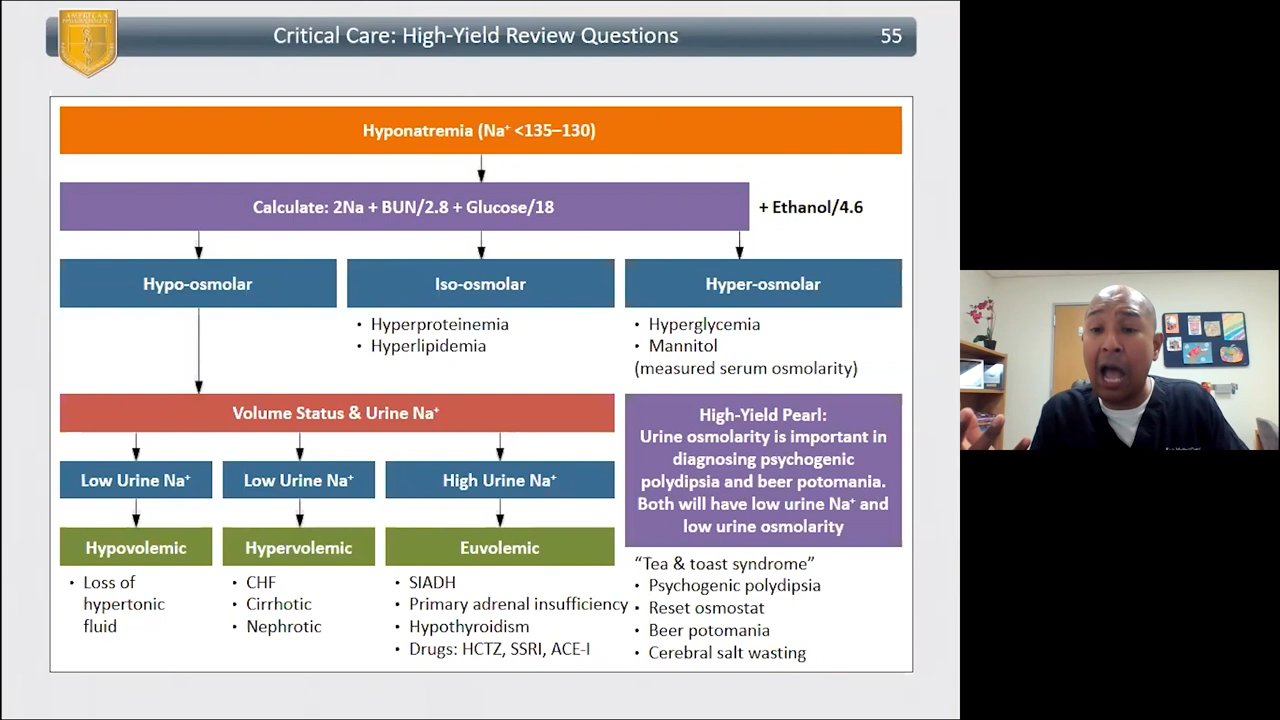 Critical Care: High-Yield Review Questions
55
Hyponatremia (Na⁺ <135–130)
Calculate: 2Na + BUN/2.8 + Glucose/18
+ Ethanol/4.6
Hypo-osmolar
Iso-osmolar
Hyper-osmolar
• Hyperproteinemia
• Hyperlipidemia
• Hyperglycemia
• Mannitol
(measured serum osmolarity)
Volume Status & Urine Na⁺
Low Urine Na⁺
Low Urine Na⁺
High Urine Na⁺
Hypovolemic
Hypervolemic
Euvolemic
• Loss of
hypertonic
fluid
• CHF
• Cirrhotic
• Nephrotic
• SIADH
• Primary adrenal insufficiency
• Hypothyroidism
• Drugs: HCTZ, SSRI, ACE-I
High-Yield Pearl:
Urine osmolarity is important in
diagnosing psychogenic
polydipsia and beer potomania.
Both will have low urine Na⁺ and
low urine osmolarity
“Tea & toast syndrome”
• Psychogenic polydipsia
• Reset osmostat
• Beer potomania
• Cerebral salt wasting